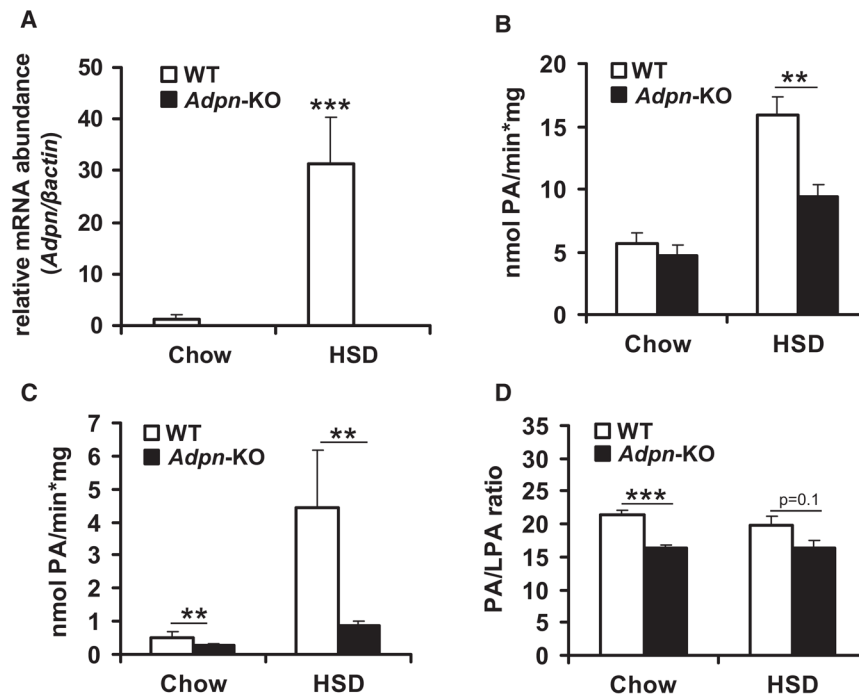 A
relative mRNA abundance
(Adpn/βactin)
50
40
30
20
10
0
WT
Adpn-KO
***
Chow HSD
B
nmol PA/min*mg
20
15
10
5
0
WT
Adpn-KO
**
Chow HSD
C
nmol PA/min*mg
7
6
5
4
3
2
1
0
WT
Adpn-KO
**
**
Chow HSD
D
PA/LPA ratio
35
30
25
20
15
10
5
0
WT
Adpn-KO
***
p=0.1
Chow HSD